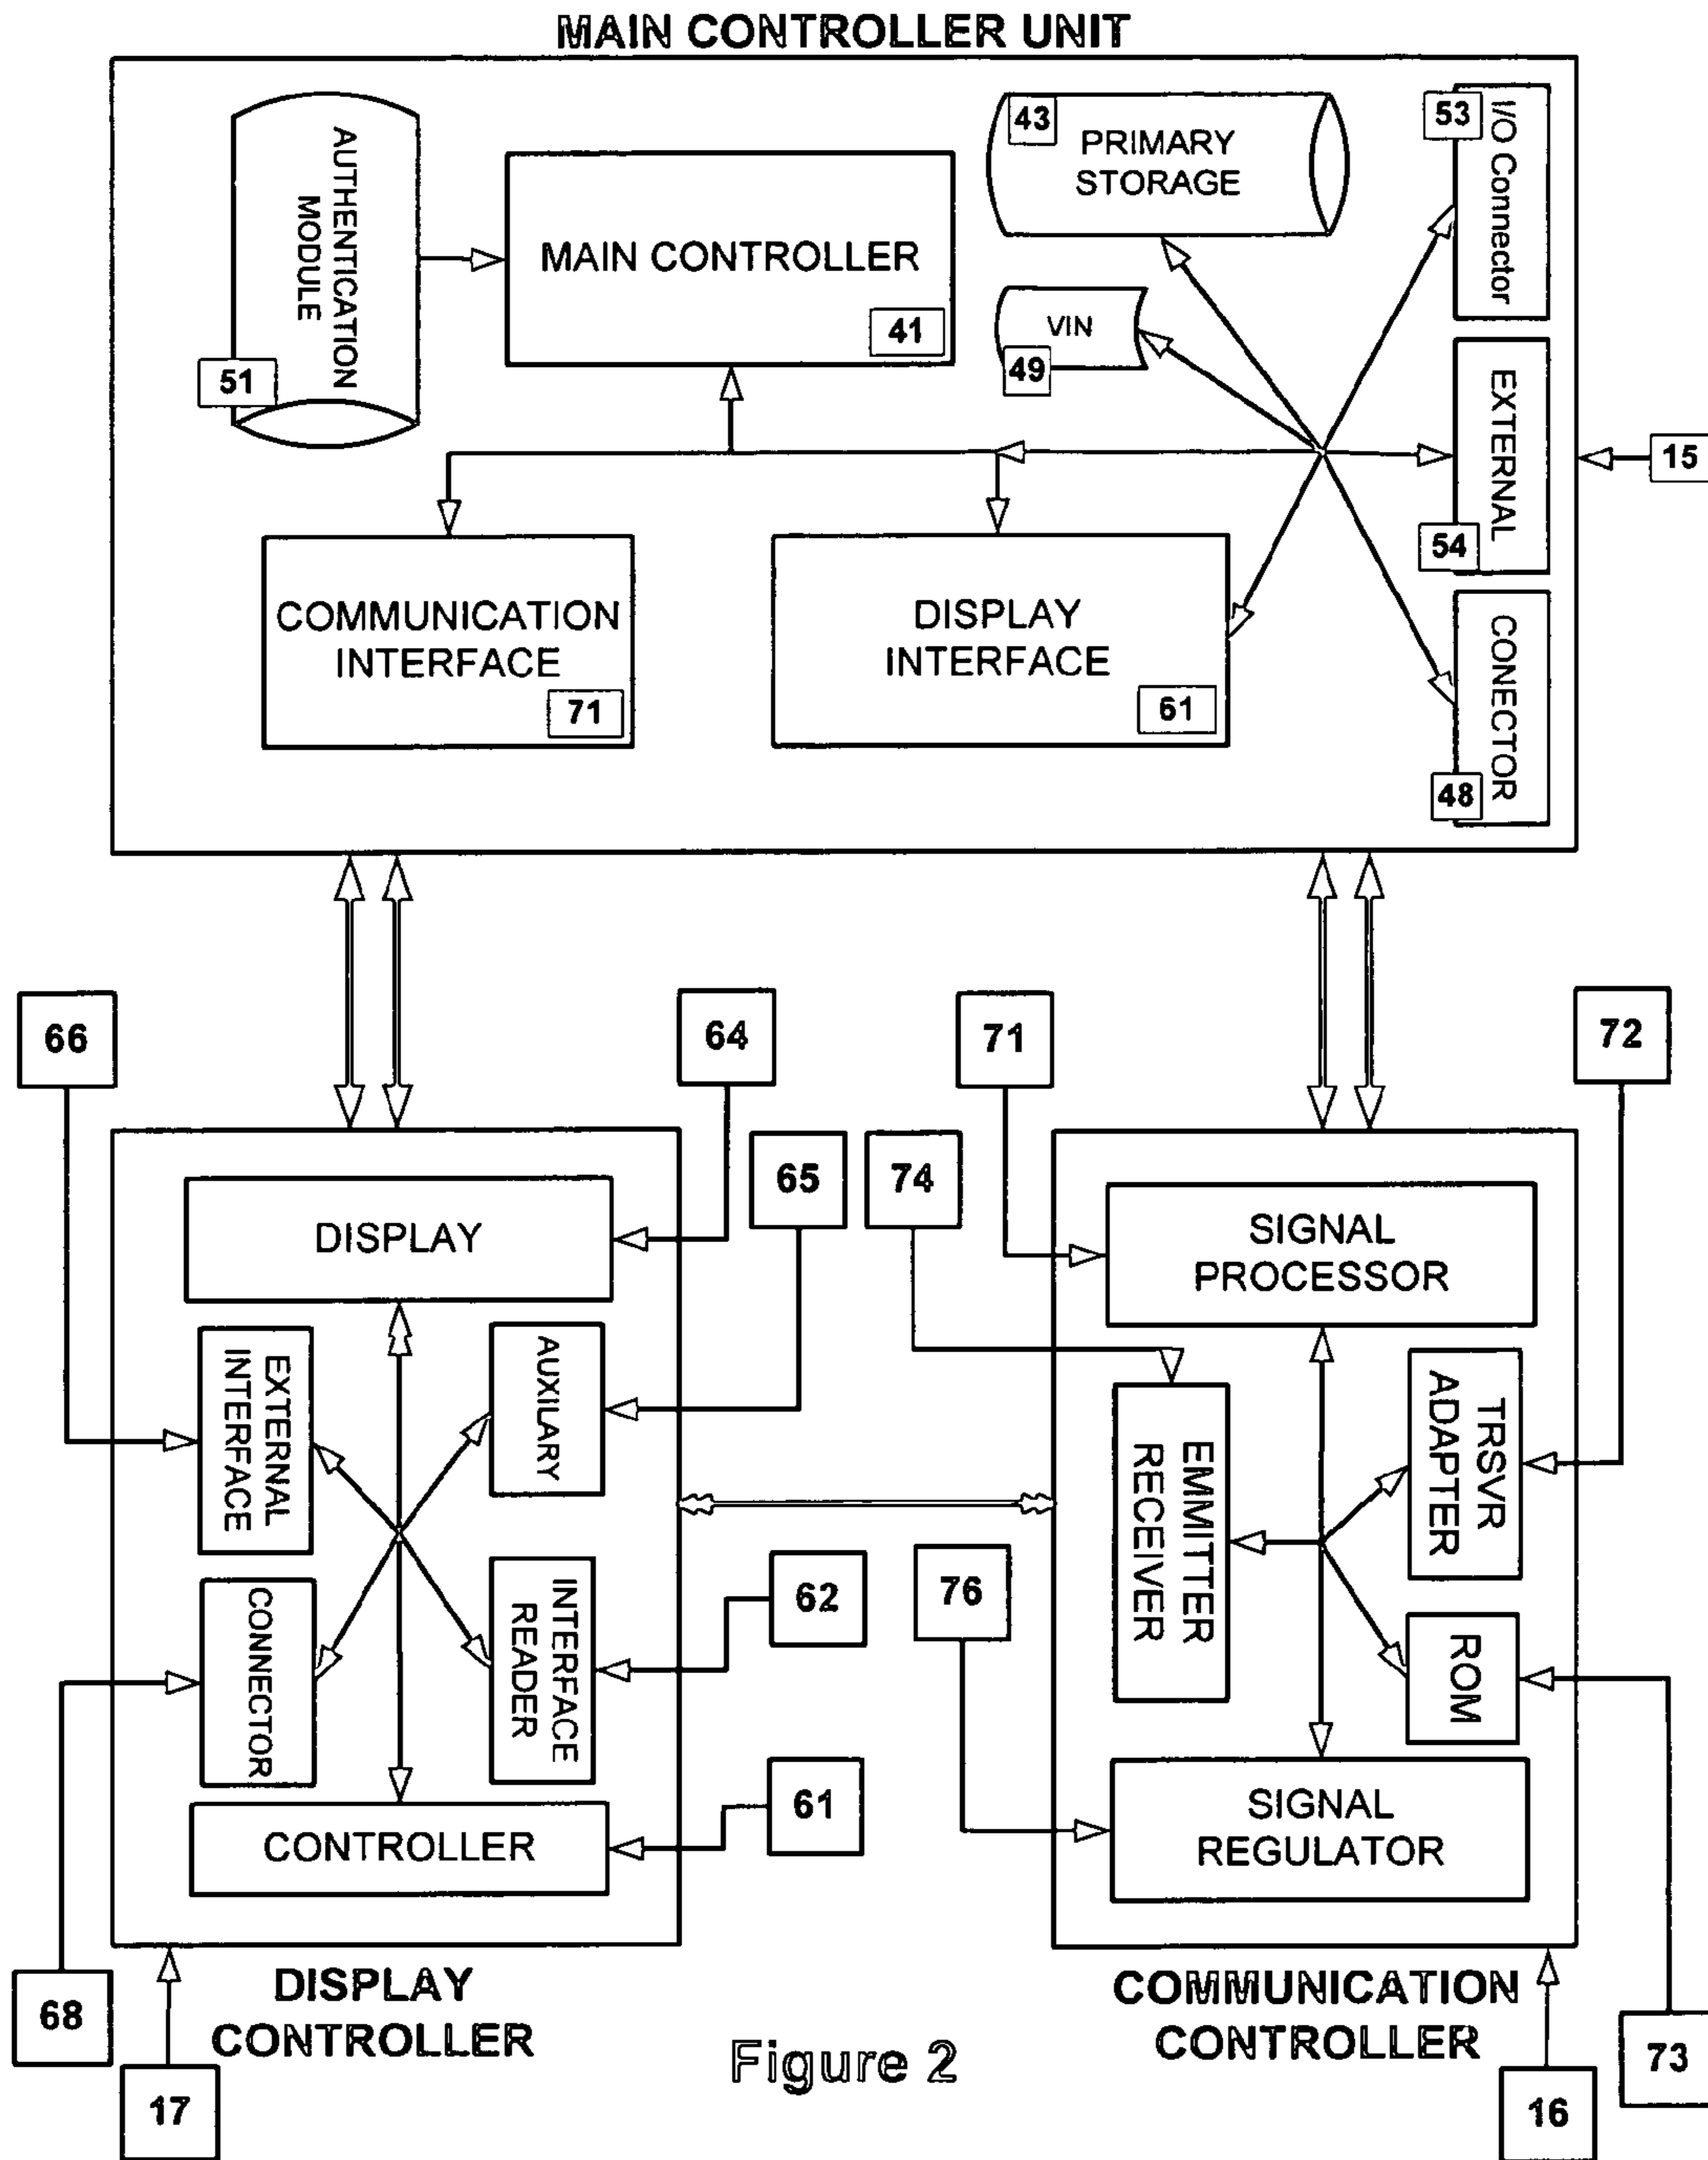 MAIN CONTROLLER UNIT
AUTHENTICATION
MODULE
51
MAIN CONTROLLER
41
43
PRIMARY
STORAGE
VIN
49
53
I/O Connector
EXTERNAL
54
15
CONECTOR
48
COMMUNICATION
INTERFACE
71
DISPLAY
INTERFACE
61
66
64
71
72
65
74
DISPLAY
EXTERNAL
INTERFACE
AUXILARY
CONNECTOR
INTERFACE
READER
62
61
CONTROLLER
SIGNAL
PROCESSOR
TRSVR
ADAPTER
EMMITTER
RECEIVER
76
ROM
SIGNAL
REGULATOR
68
17
DISPLAY
CONTROLLER
Figure 2
COMMUNICATION
CONTROLLER
16
73